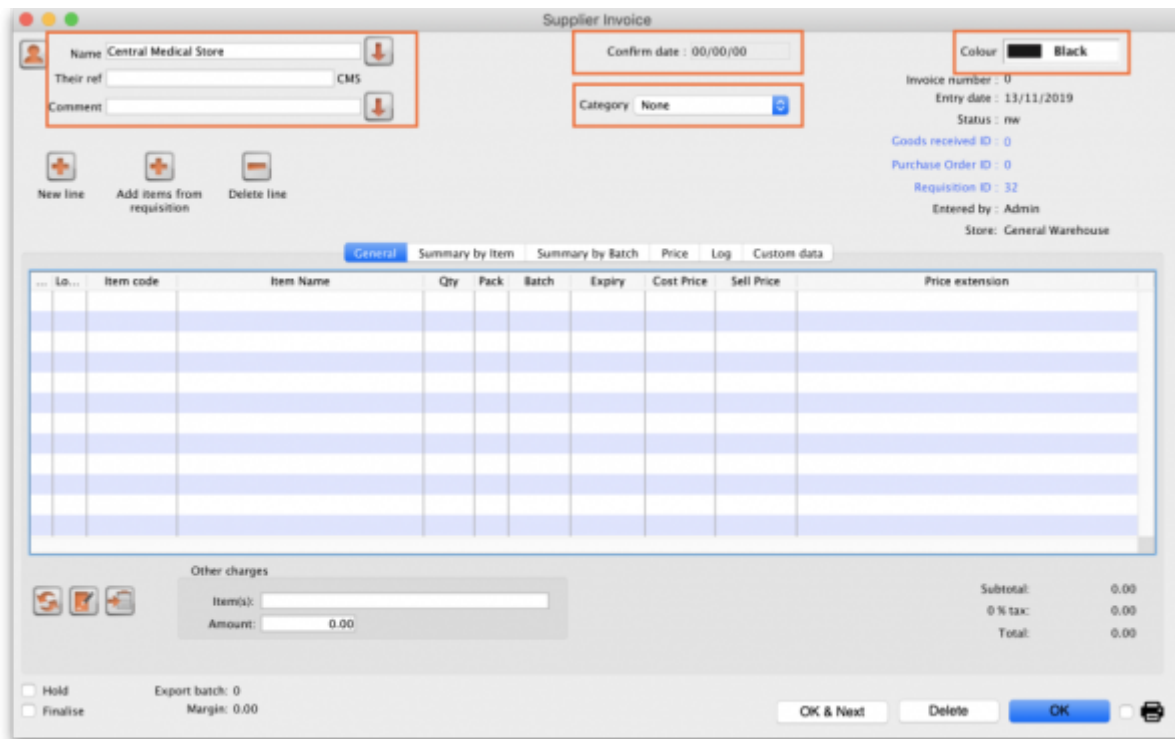 Supplier Invoice
Name Central Medical Store
Confirm date : 00/00/00
Colour Black
Their ref CMS
Invoice number : 0
Comment
Category None
Entry date : 13/11/2019
Status : nw
Goods received ID : 0
Purchase Order ID : 0
Requisition ID : 32
Entered by : Admin
Store: General Warehouse
New line
Add items from requisition
Delete line
General Summary by Item Summary by Batch Price Log Custom data
... Lo... Item code Item Name Qty Pack Batch Expiry Cost Price Sell Price Price extension
Other charges
Item(s):
Amount: 0.00
Subtotal: 0.00
0 % tax: 0.00
Total: 0.00
Hold
Export batch: 0
Finalise
Margin: 0.00
OK & Next Delete OK